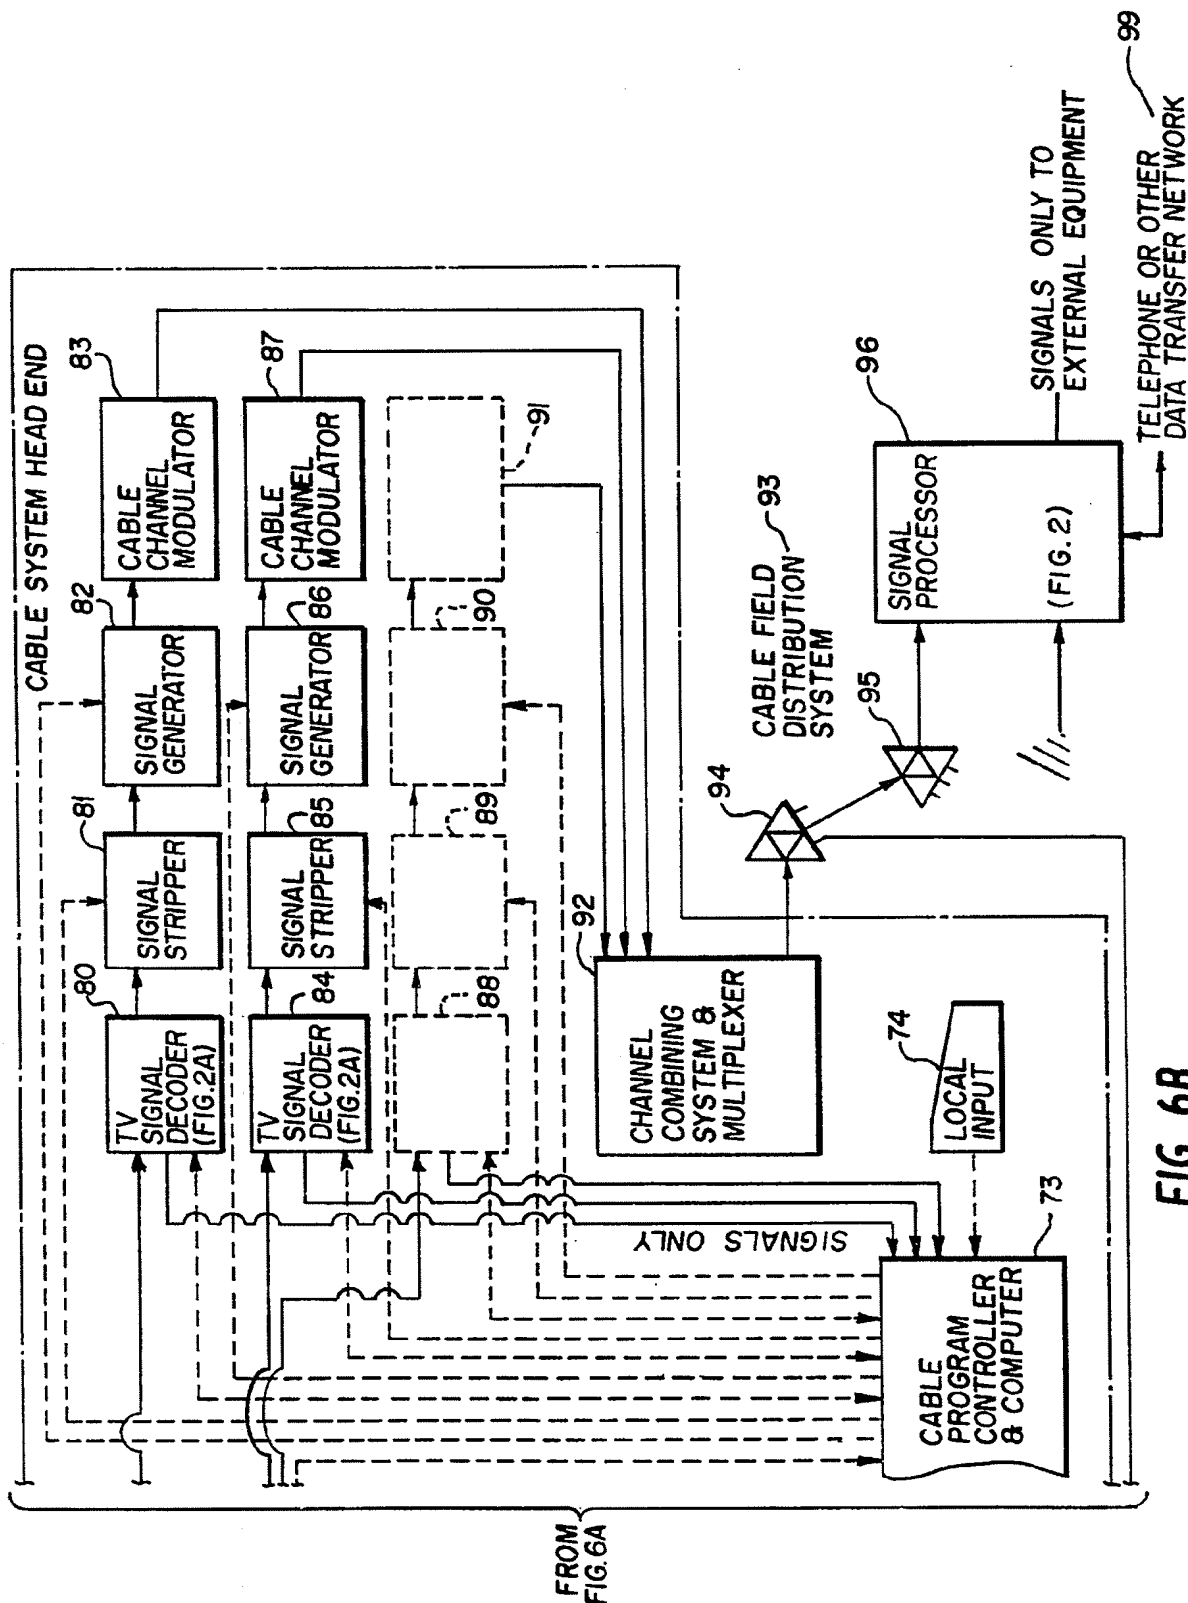 CABLE SYSTEM HEAD END
80
TV
SIGNAL
DECODER
(FIG.2A)
81
SIGNAL
STRIPPER
82
SIGNAL
GENERATOR
83
CABLE
CHANNEL
MODULATOR
84
TV
SIGNAL
DECODER
(FIG.2A)
85
SIGNAL
STRIPPER
86
SIGNAL
GENERATOR
87
CABLE
CHANNEL
MODULATOR
88
89
90
91
FROM
FIG.6A
SIGNALS ONLY
92
CHANNEL
COMBINING
SYSTEM &
MULTIPLEXER
94
CABLE FIELD
DISTRIBUTION
SYSTEM
93
95
96
SIGNAL
PROCESSOR
(FIG. 2)
SIGNALS ONLY TO
EXTERNAL EQUIPMENT
99
TELEPHONE OR OTHER
DATA TRANSFER NETWORK
74
LOCAL
INPUT
73
CABLE
PROGRAM
CONTROLLER
& COMPUTER
FIG. 6B